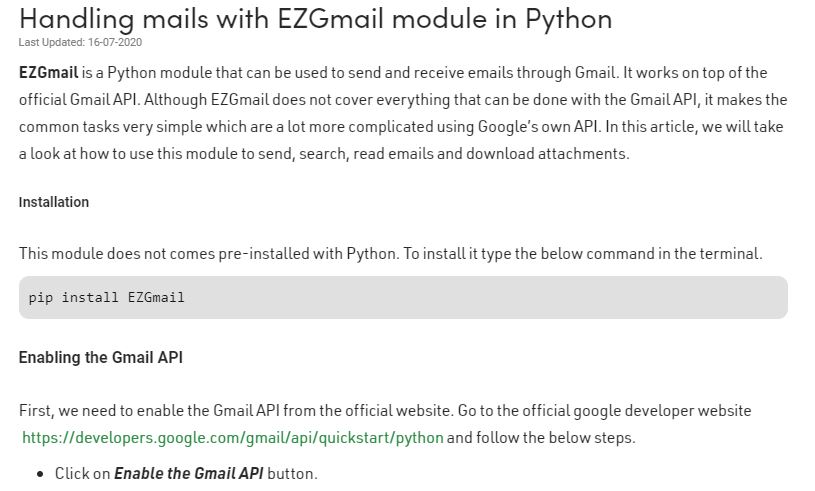 Handling mails with EZGmail module in Python
Last Updated: 16-07-2020
EZGmail is a Python module that can be used to send and receive emails through Gmail. It works on top of the
official Gmail API. Although EZGmail does not cover everything that can be done with the Gmail API, it makes the
common tasks very simple which are a lot more complicated using Google's own API. In this article, we will take
a look at how to use this module to send, search, read emails and download attachments.
Installation
This module does not comes pre-installed with Python. To install it type the below command in the terminal.
pip install EZGmail
Enabling the Gmail API
First, we need to enable the Gmail API from the official website. Go to the official google developer website
https://developers.google.com/gmail/api/quickstart/python and follow the below steps.
• Click on Enable the Gmail API button.